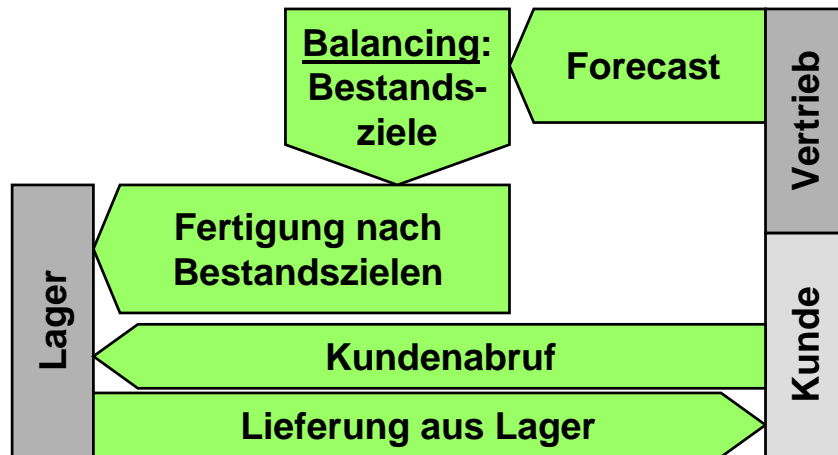 Balancing:
Bestands-
ziele
Forecast
Vertrieb
Fertigung nach
Bestandszielen
Lager
Kundenabruf
Kunde
Lieferung aus Lager